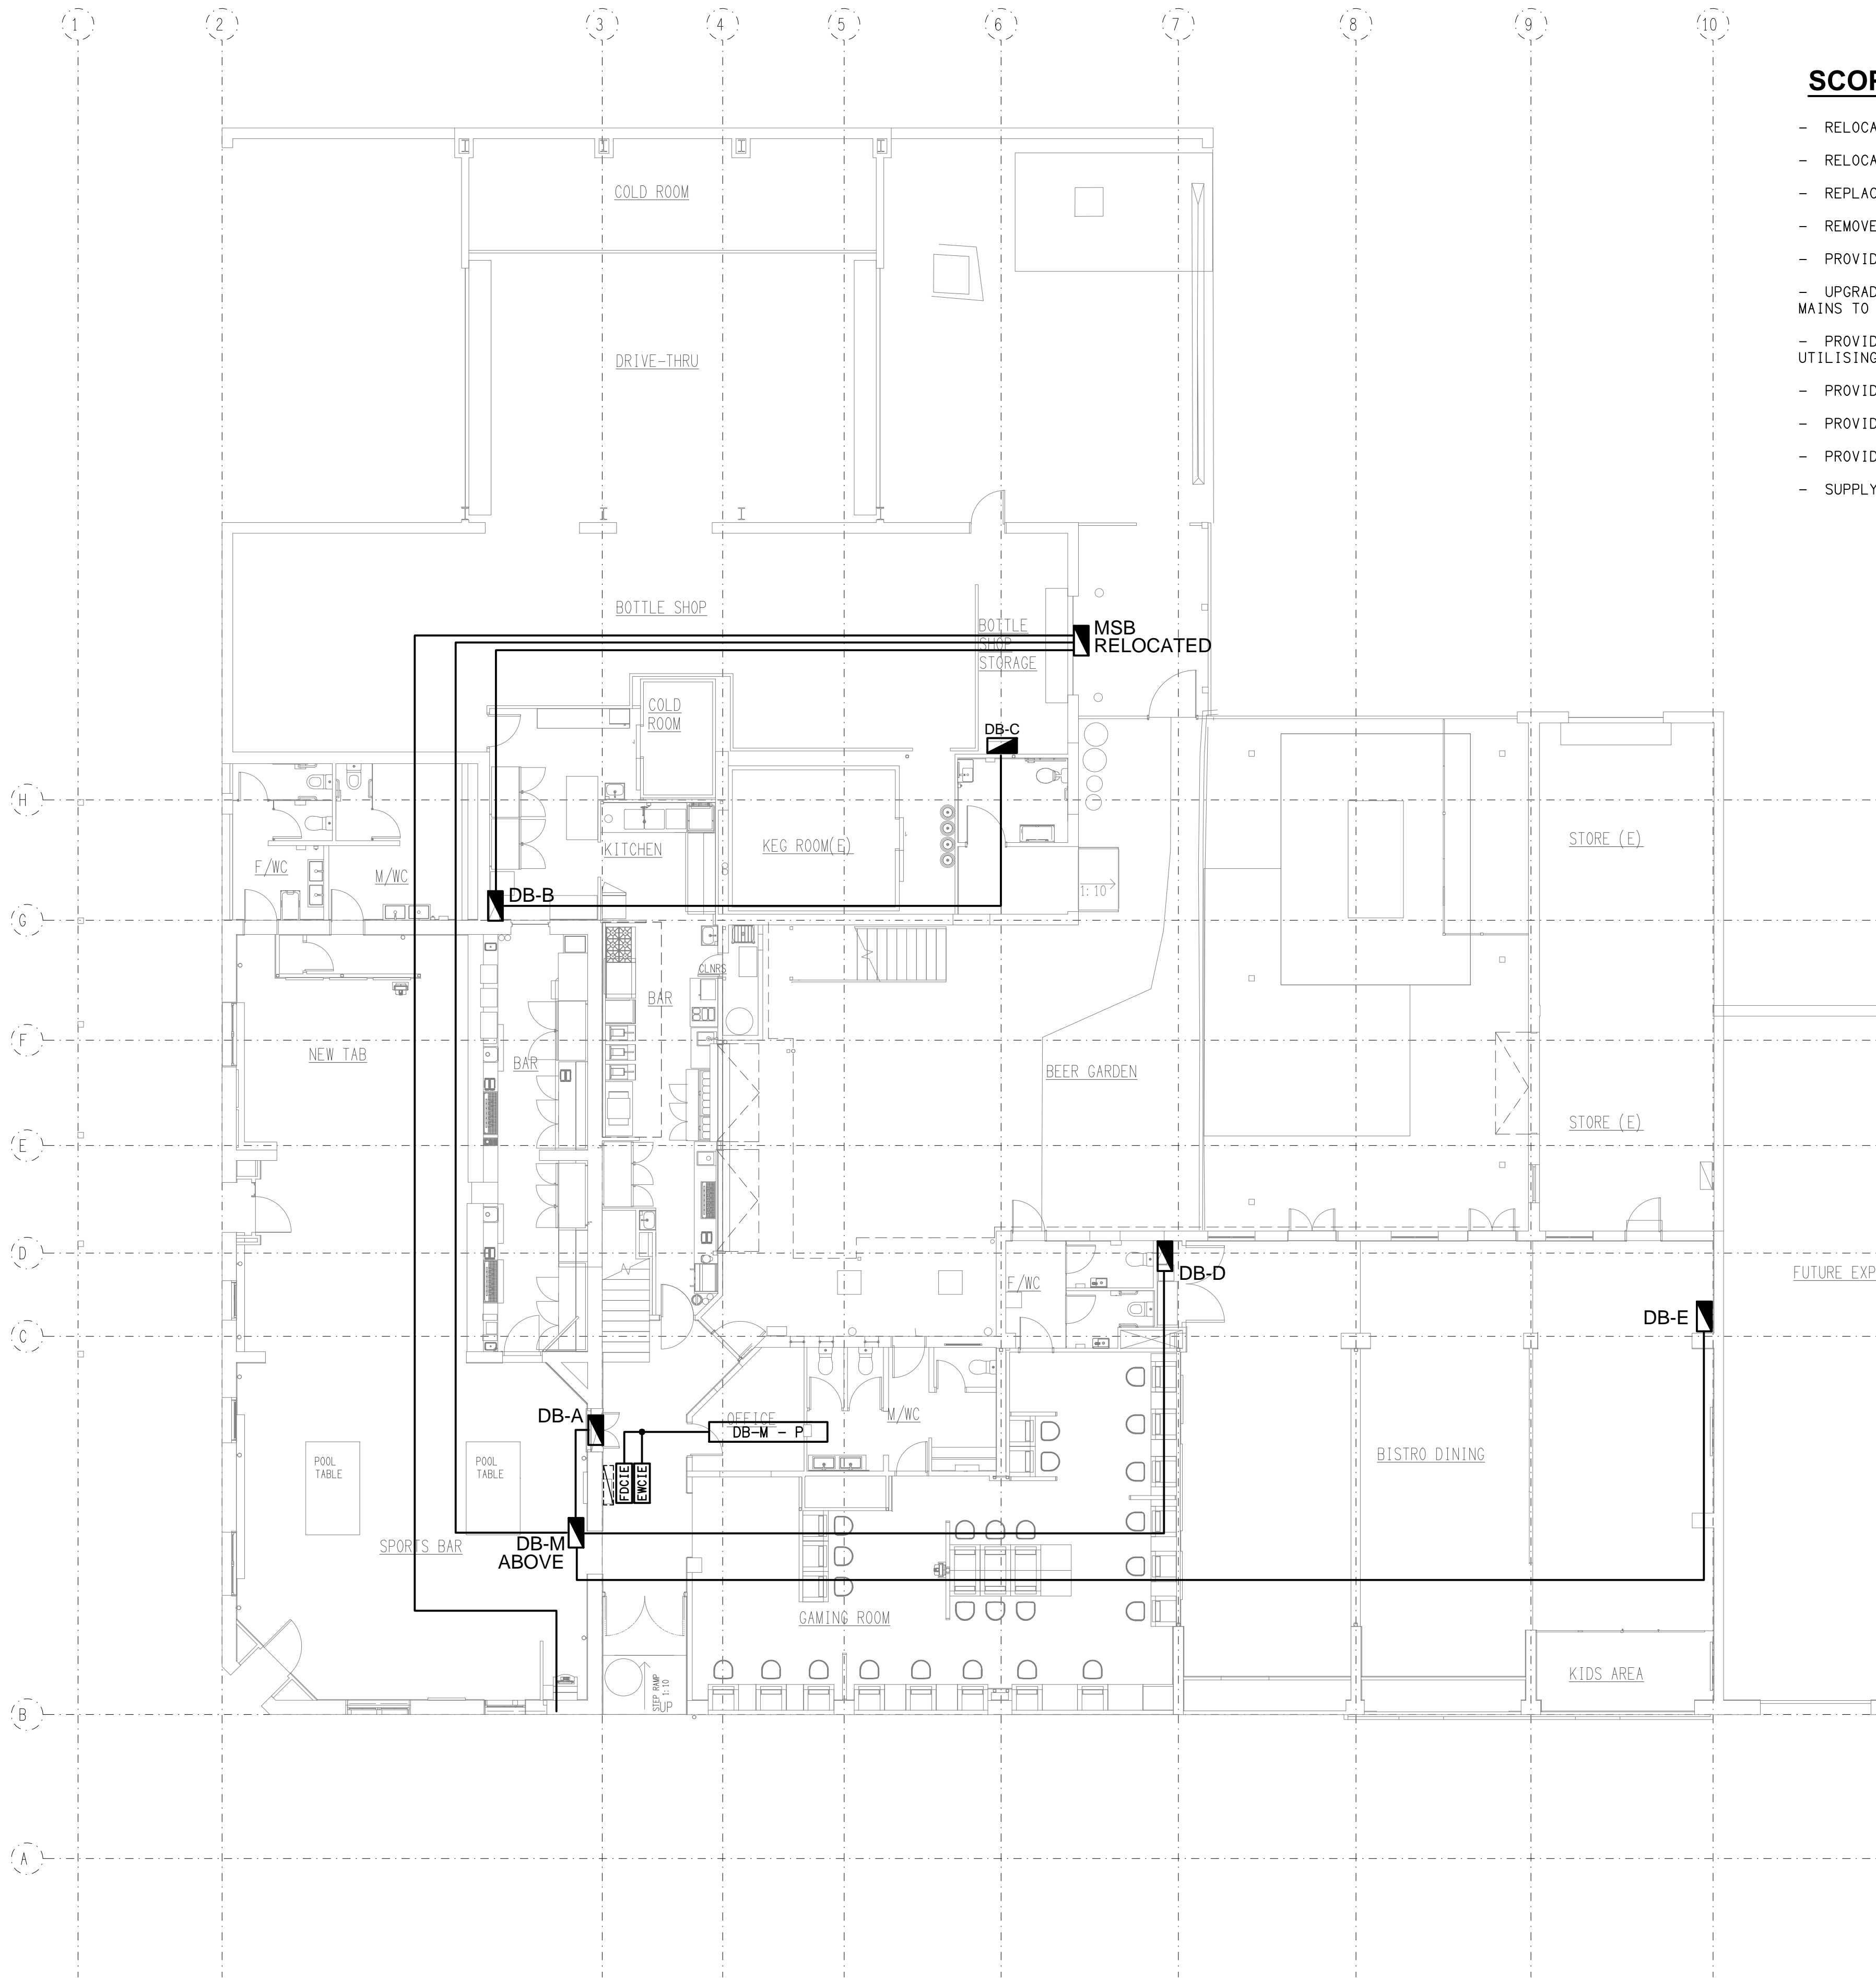 1
2
3
4
5
6
7
8
9
10
SCOP
- RELOCA
- RELOCA
- REPLAC
- REMOVE
- PROVID
- UPGRAD
MAINS TO
- PROVID
UTILISING
- PROVID
- PROVID
- PROVID
- SUPPLY
COLD ROOM
DRIVE-THRU
BOTTLE SHOP
BOTTLE
SHOP
STORAGE
MSB
RELOCATED
COLD
ROOM
DB-C
H
KITCHEN
KEG ROOM(E)
STORE (E)
F/WC
M/WC
DB-B
1:10
G
CLNRS
BAR
F
NEW TAB
BAR
BEER GARDEN
STORE (E)
E
D
F/WC
DB-D
FUTURE EXP
DB-E
C
DB-A
OFFICE
M/WC
DB-M - P
POOL
TABLE
POOL
TABLE
FDCIE
EWCIE
BISTRO DINING
SPORTS BAR
DB-M
ABOVE
GAMING ROOM
KIDS AREA
STEP RAMP
1:10
UP
B
A